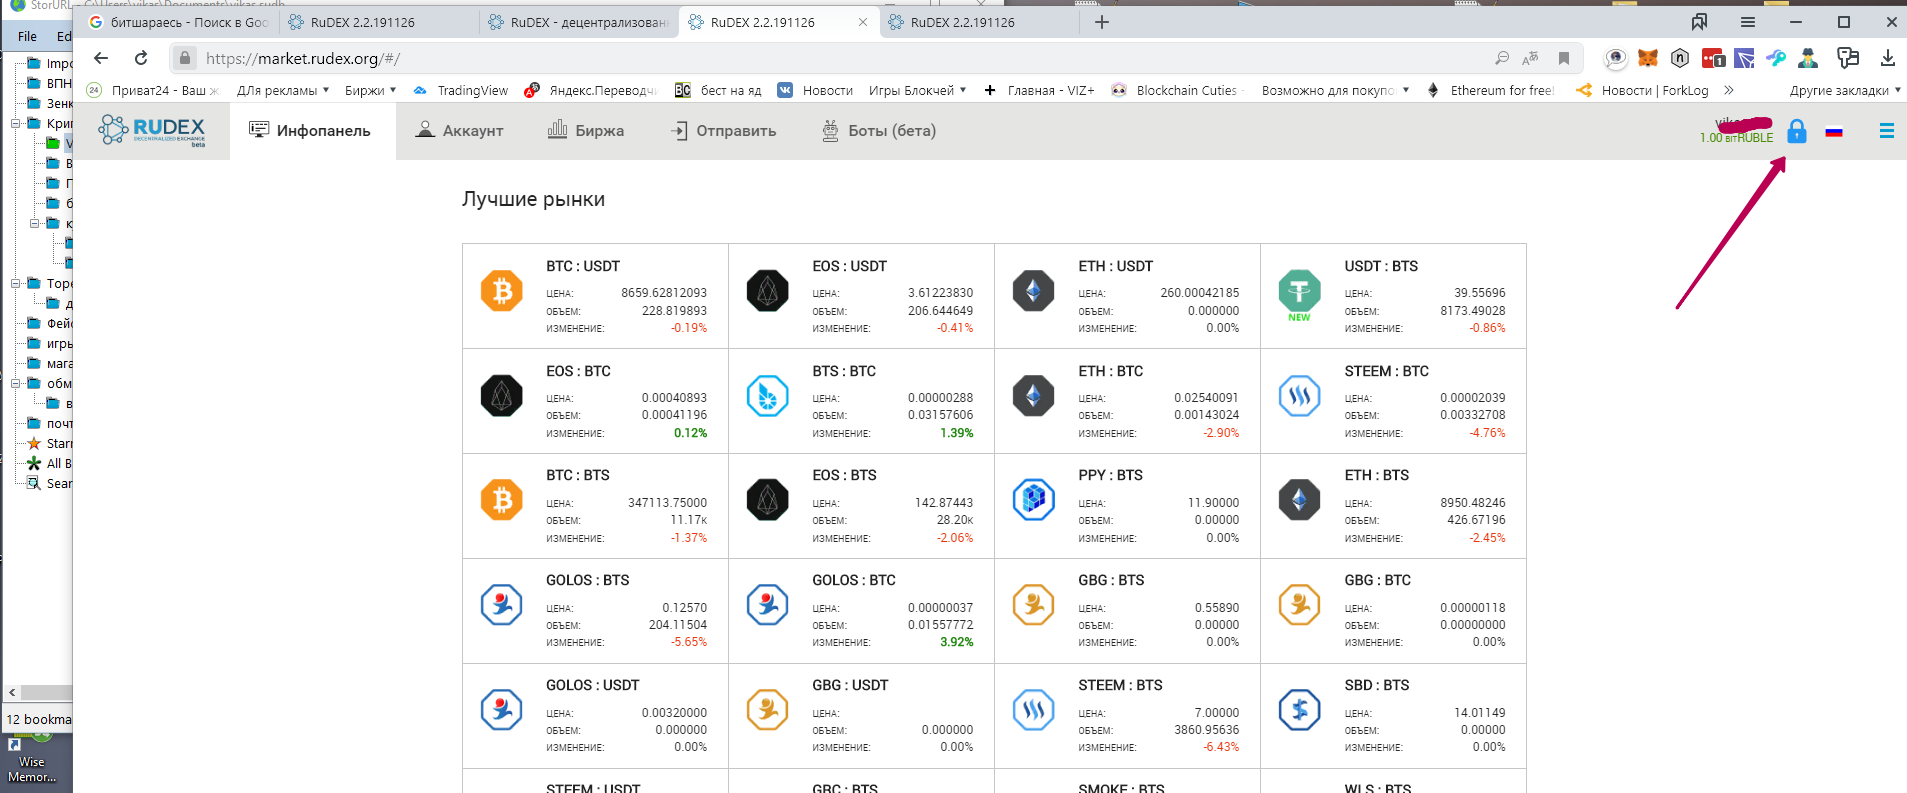 StorURL - C:\Users\vikas\Documents\vikas.sudb
битшараесь - Поиск в Goo
RuDEX 2.2.191126
RuDEX - децентрализован
RuDEX 2.2.191126
RuDEX 2.2.191126
File Ed
https://market.rudex.org/#/
1
24 Приват24 - Ваш ж
ДЛя рекламы
Биржи
TradingView
Яндекс.Переводчи
BC бест на яд
Новости
Игры Блокчей
Главная - VIZ+
Blockchain Cuties -
Возможно для покупо
Ethereum for free!
Новости | ForkLog
»
Другие закладки
RUDEX
DECENTRALIZED EXCHANGE
beta
Инфопанель
Аккаунт
Биржа
Отправить
Боты (бета)
1.00 BITRUBLE
Impo
ВПН
Зенк
Крип
V
В
П
б
к
Торе
д
Фейс
игры
мага
обм
в
почт
Starr
All B
Sear
12 bookma
Wise
Memor...
Лучшие рынки
BTC : USDT
ЦЕНА: 8659.62812093
ОБЪЕМ: 228.819893
ИЗМЕНЕНИЕ: -0.19%
EOS : USDT
ЦЕНА: 3.61223830
ОБЪЕМ: 206.644649
ИЗМЕНЕНИЕ: -0.41%
ETH : USDT
ЦЕНА: 260.00042185
ОБЪЕМ: 0.000000
ИЗМЕНЕНИЕ: 0.00%
USDT : BTS
NEW
ЦЕНА: 39.55696
ОБЪЕМ: 8173.49028
ИЗМЕНЕНИЕ: -0.86%
EOS : BTC
ЦЕНА: 0.00040893
ОБЪЕМ: 0.00041196
ИЗМЕНЕНИЕ: 0.12%
BTS : BTC
ЦЕНА: 0.00000288
ОБЪЕМ: 0.03157606
ИЗМЕНЕНИЕ: 1.39%
ETH : BTC
ЦЕНА: 0.02540091
ОБЪЕМ: 0.00143024
ИЗМЕНЕНИЕ: -2.90%
STEEM : BTC
ЦЕНА: 0.00002039
ОБЪЕМ: 0.00332708
ИЗМЕНЕНИЕ: -4.76%
BTC : BTS
ЦЕНА: 347113.75000
ОБЪЕМ: 11.17к
ИЗМЕНЕНИЕ: -1.37%
EOS : BTS
ЦЕНА: 142.87443
ОБЪЕМ: 28.20к
ИЗМЕНЕНИЕ: -2.06%
PPY : BTS
ЦЕНА: 11.90000
ОБЪЕМ: 0.00000
ИЗМЕНЕНИЕ: 0.00%
ETH : BTS
ЦЕНА: 8950.48246
ОБЪЕМ: 426.67196
ИЗМЕНЕНИЕ: -2.45%
GOLOS : BTS
ЦЕНА: 0.12570
ОБЪЕМ: 204.11504
ИЗМЕНЕНИЕ: -5.65%
GOLOS : BTC
ЦЕНА: 0.00000037
ОБЪЕМ: 0.01557772
ИЗМЕНЕНИЕ: 3.92%
GBG : BTS
ЦЕНА: 0.55890
ОБЪЕМ: 0.00000
ИЗМЕНЕНИЕ: 0.00%
GBG : BTC
ЦЕНА: 0.00000118
ОБЪЕМ: 0.00000000
ИЗМЕНЕНИЕ: 0.00%
GOLOS : USDT
ЦЕНА: 0.00320000
ОБЪЕМ: 0.000000
ИЗМЕНЕНИЕ: 0.00%
GBG : USDT
ЦЕНА:
ОБЪЕМ: 0.000000
ИЗМЕНЕНИЕ: 0.00%
STEEM : BTS
ЦЕНА: 7.00000
ОБЪЕМ: 3860.95636
ИЗМЕНЕНИЕ: -6.43%
SBD : BTS
ЦЕНА: 14.01149
ОБЪЕМ: 0.00000
ИЗМЕНЕНИЕ: 0.00%
STEEM : USDT
GBC : BTS
SMOKE : BTS
WLS : BTS